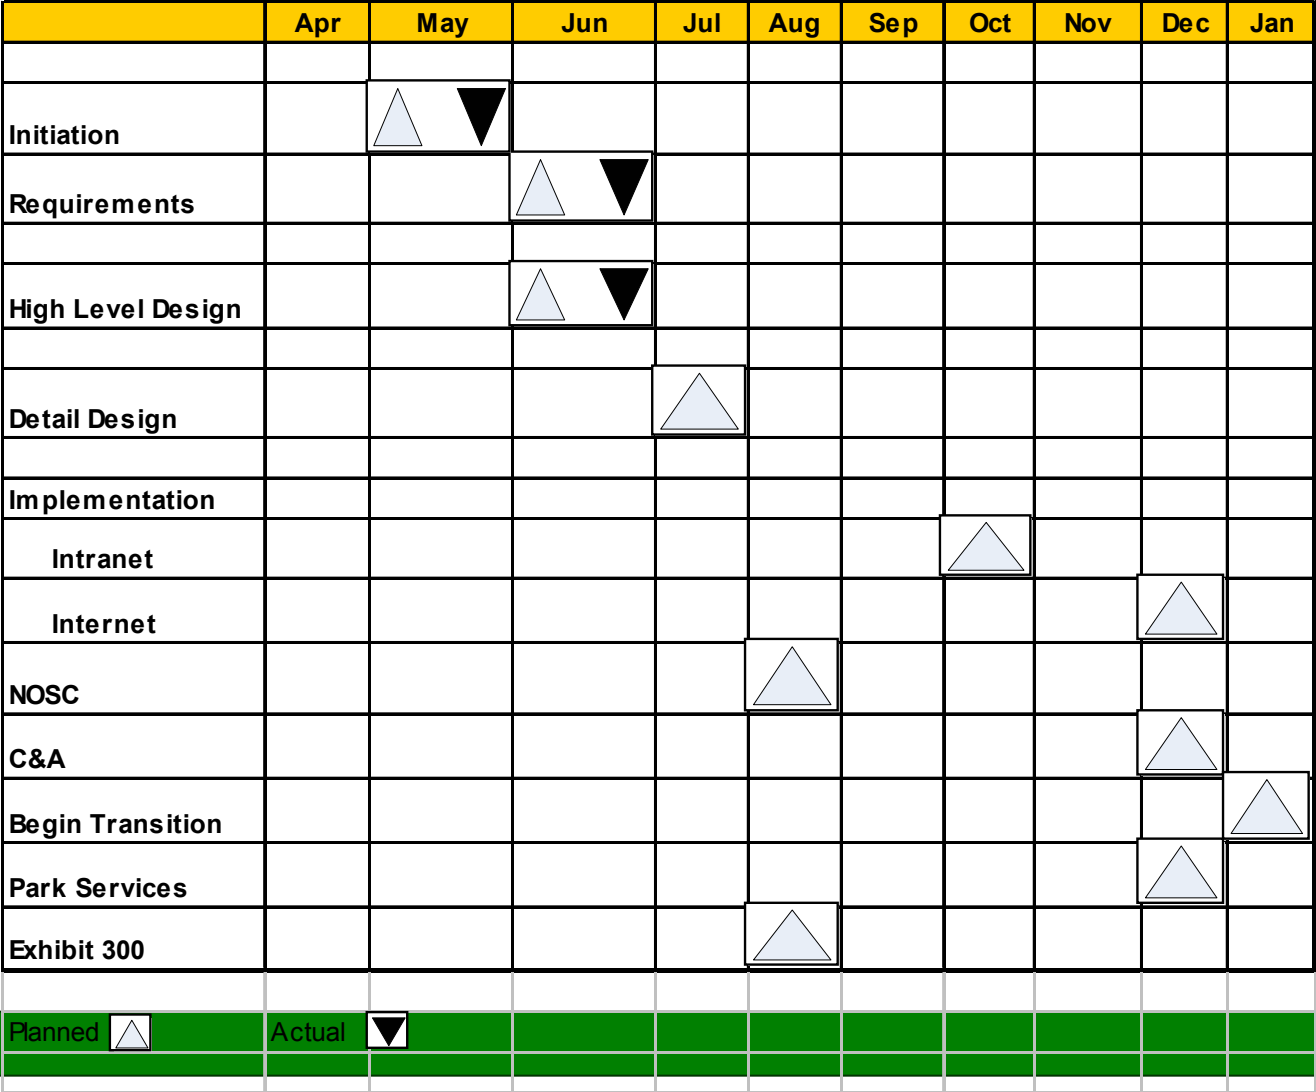 Apr May Jun Jul Aug Sep Oct Nov Dec Jan
Initiation
Requirements
High Level Design
Detail Design
Implementation
Intranet
Internet
NOSC
C&A
Begin Transition
Park Services
Exhibit 300
Planned Actual